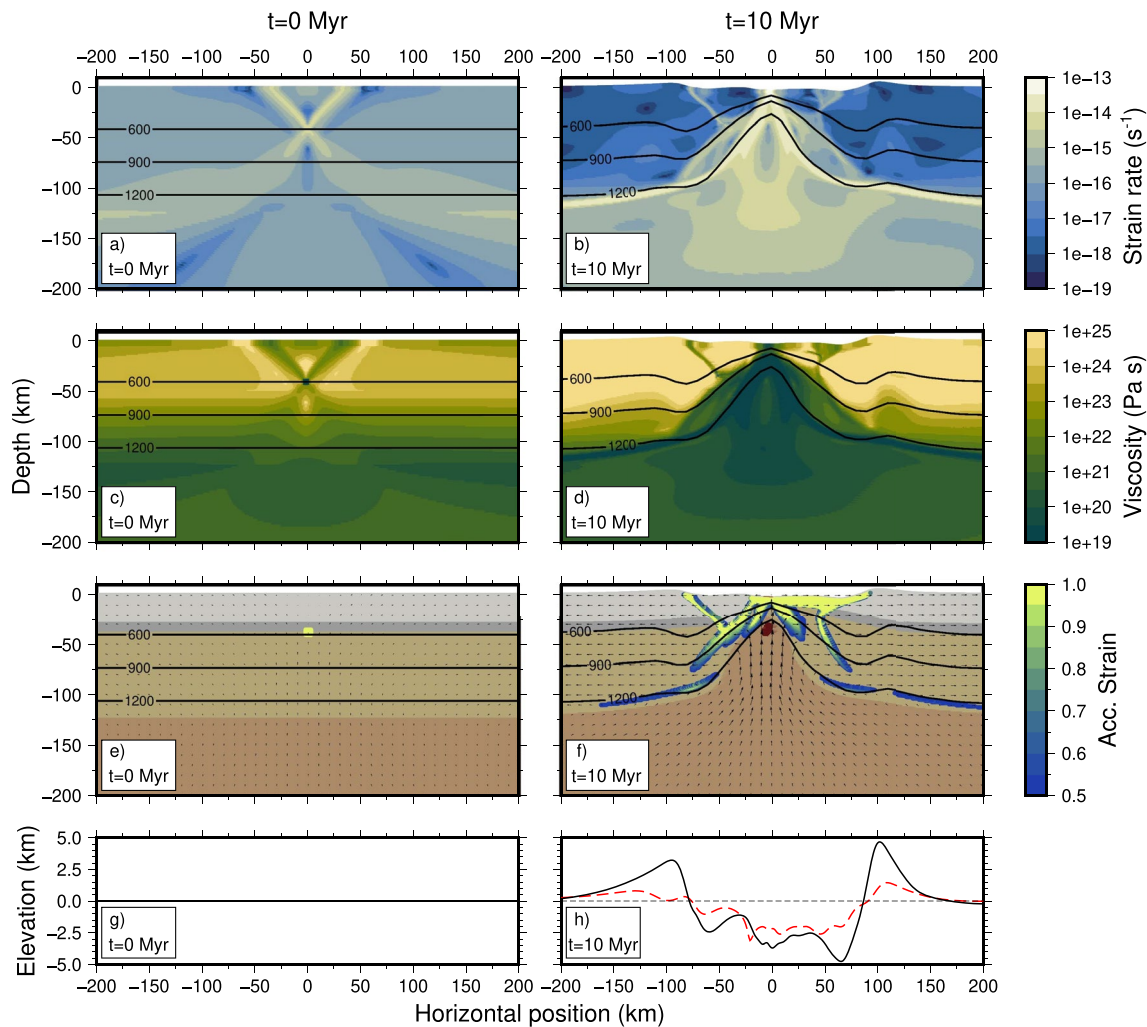 t=0 Myr
t=10 Myr
−200 −150 −100 −50 0 50 100 150 200
−200 −150 −100 −50 0 50 100 150 200
0
−50
−100
−150
−200
600
900
1200
a)
t=0 Myr
600
900
1200
b)
t=10 Myr
1e−13
1e−14
1e−15
1e−16
1e−17
1e−18
1e−19
Strain rate (s⁻¹)
Depth (km)
0
−50
−100
−150
−200
600
900
1200
c)
t=0 Myr
600
900
1200
d)
t=10 Myr
1e+25
1e+24
1e+23
1e+22
1e+21
1e+20
1e+19
Viscosity (Pa s)
0
−50
−100
−150
−200
600
900
1200
e)
t=0 Myr
600
900
1200
f)
t=10 Myr
1.0
0.9
0.8
0.7
0.6
0.5
Acc. Strain
Elevation (km)
5.0
2.5
0.0
−2.5
−5.0
g)
t=0 Myr
h)
t=10 Myr
−200 −150 −100 −50 0 50 100 150 200
−200 −150 −100 −50 0 50 100 150 200
Horizontal position (km)